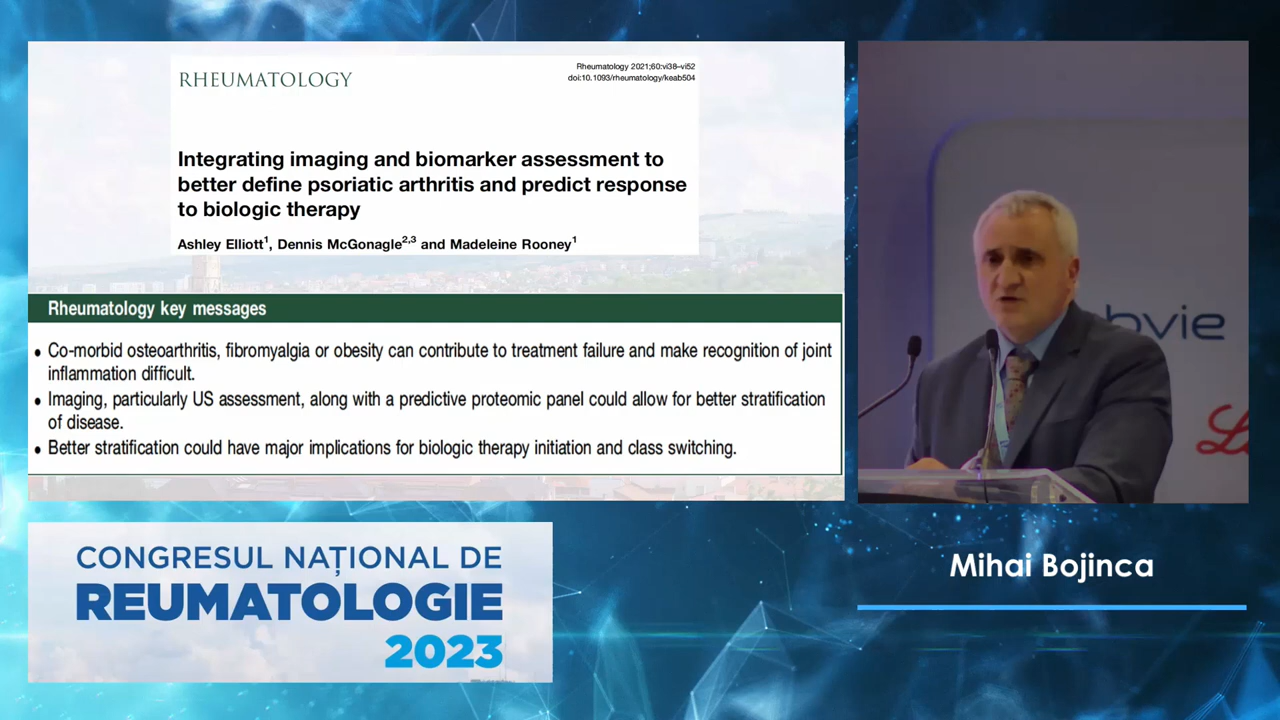 RHEUMATOLOGY
Rheumatology 2021;60:vi38–vi52
doi:10.1093/rheumatology/keab504
Integrating imaging and biomarker assessment to
better define psoriatic arthritis and predict response
to biologic therapy
Ashley Elliott1, Dennis McGonagle2,3 and Madeleine Rooney1
Rheumatology key messages
• Co-morbid osteoarthritis, fibromyalgia or obesity can contribute to treatment failure and make recognition of joint
inflammation difficult.
• Imaging, particularly US assessment, along with a predictive proteomic panel could allow for better stratification
of disease.
• Better stratification could have major implications for biologic therapy initiation and class switching.
bvie
CONGRESUL NAȚIONAL DE
REUMATOLOGIE
2023
Mihai Bojinca